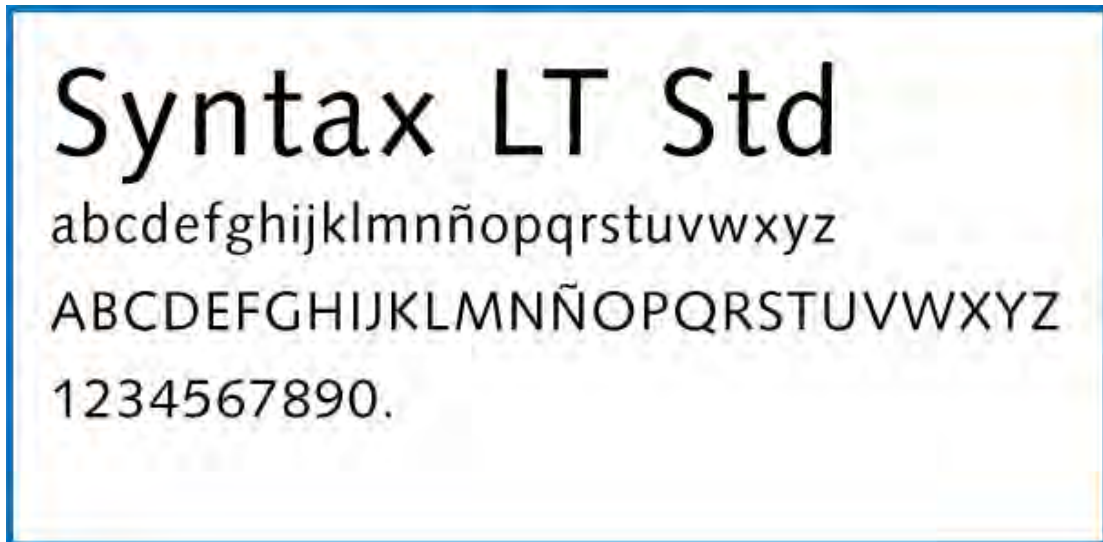 Syntax LT Std
abcdefghijklmnñopqrstuvwxyz
ABCDEFGHIJKLMNÑOPQRSTUVWXYZ
1234567890.